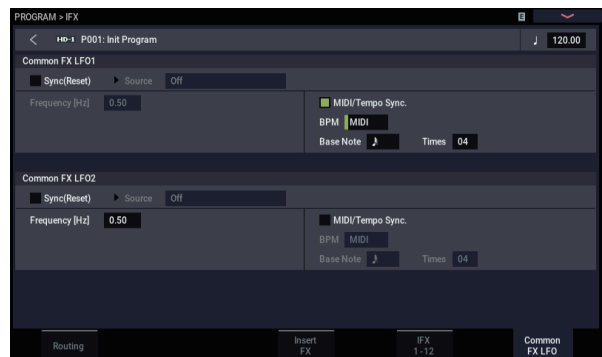 PROGRAM > IFX
E
HD-1 P001: Init Program
♩ 120.00
Common FX LFO1
Sync(Reset) Source Off
Frequency [Hz] 0.50
MIDI/Tempo Sync.
BPM MIDI
Base Note Times 04
Common FX LFO2
Sync(Reset) Source Off
Frequency [Hz] 0.50
MIDI/Tempo Sync.
BPM MIDI
Base Note Times 04
Routing
Insert
FX
IFX
1-12
Common
FX LFO